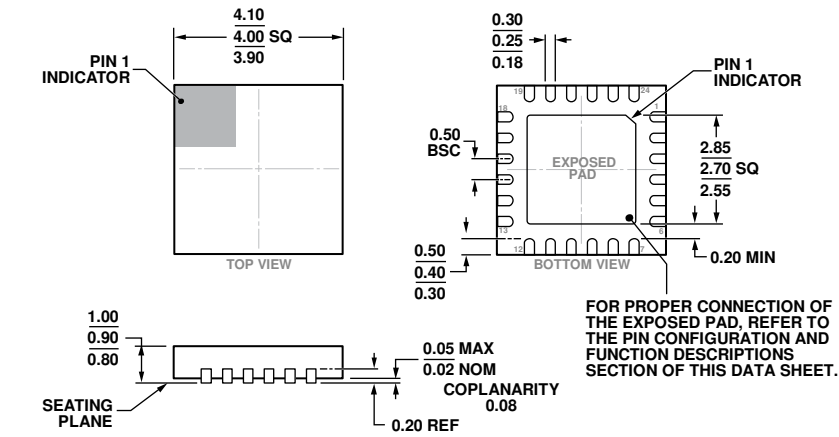 4.10
4.00 SQ
3.90
PIN 1
INDICATOR
TOP VIEW
0.30
0.25
0.18
PIN 1
INDICATOR
19
24
18
1
0.50
BSC
EXPOSED
PAD
2.85
2.70 SQ
2.55
13
6
12
7
0.50
0.40
0.30
BOTTOM VIEW
0.20 MIN
FOR PROPER CONNECTION OF
THE EXPOSED PAD, REFER TO
THE PIN CONFIGURATION AND
FUNCTION DESCRIPTIONS
SECTION OF THIS DATA SHEET.
1.00
0.90
0.80
0.05 MAX
0.02 NOM
COPLANARITY
0.08
SEATING
PLANE
0.20 REF